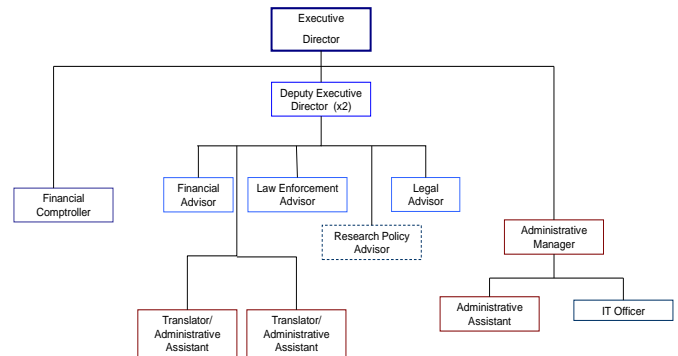 Executive
Director
Deputy Executive
Director (x2)
Financial
Comptroller
Financial
Advisor
Law Enforcement
Advisor
Legal
Advisor
Research Policy
Advisor
Administrative
Manager
Translator/
Administrative
Assistant
Translator/
Administrative
Assistant
Administrative
Assistant
IT Officer